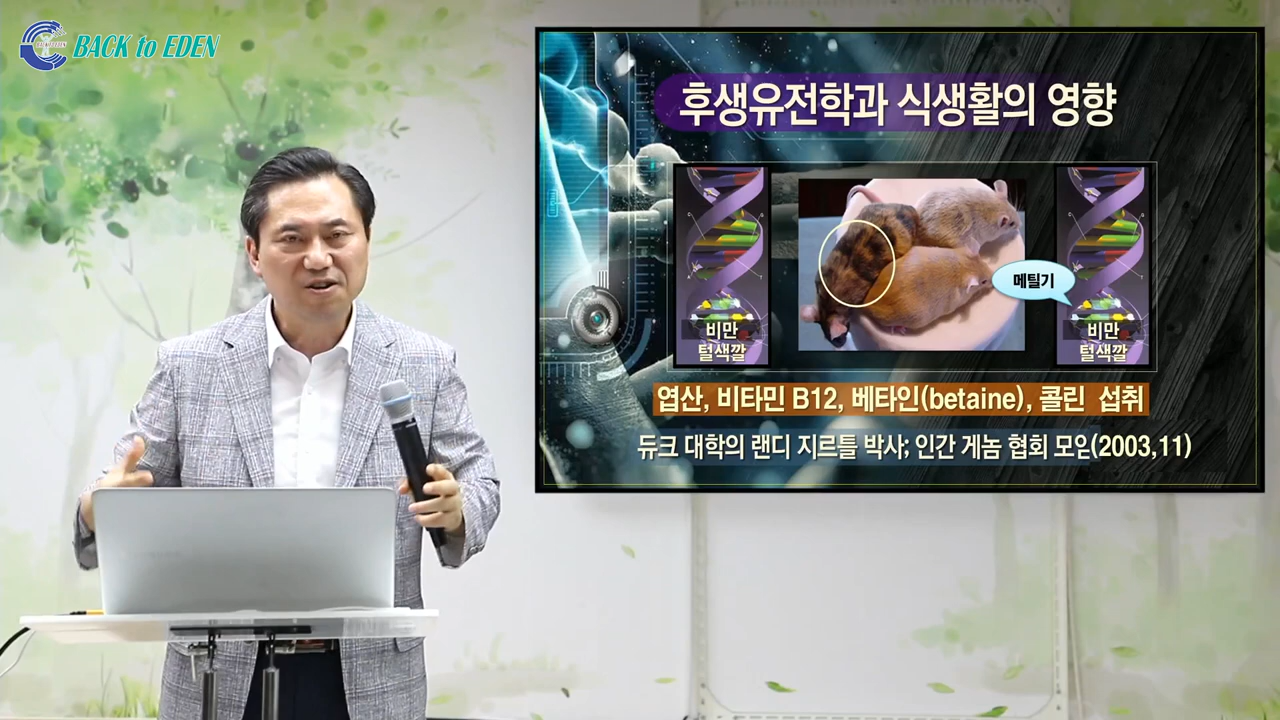 BACK to EDEN
후생유전학과 식생활의 영향
메틸기
비만
털색깔
비만
털색깔
엽산, 비타민 B12, 베타인(betaine), 콜린 섭취
듀크 대학의 랜디 지르틀 박사; 인간 게놈 협회 모임(2003,11)